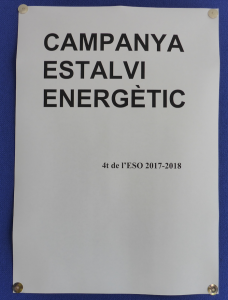 CAMPANYA
ESTALVI
ENERGÈTIC
4t de l'ESO 2017-2018